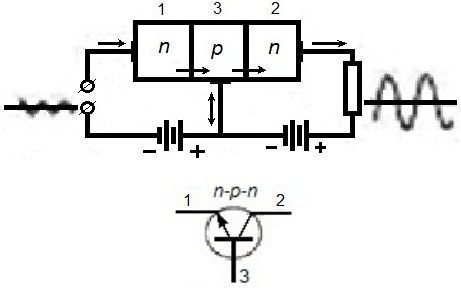 1 3 2
n p n
− + − +
n-p-n
1 2
3